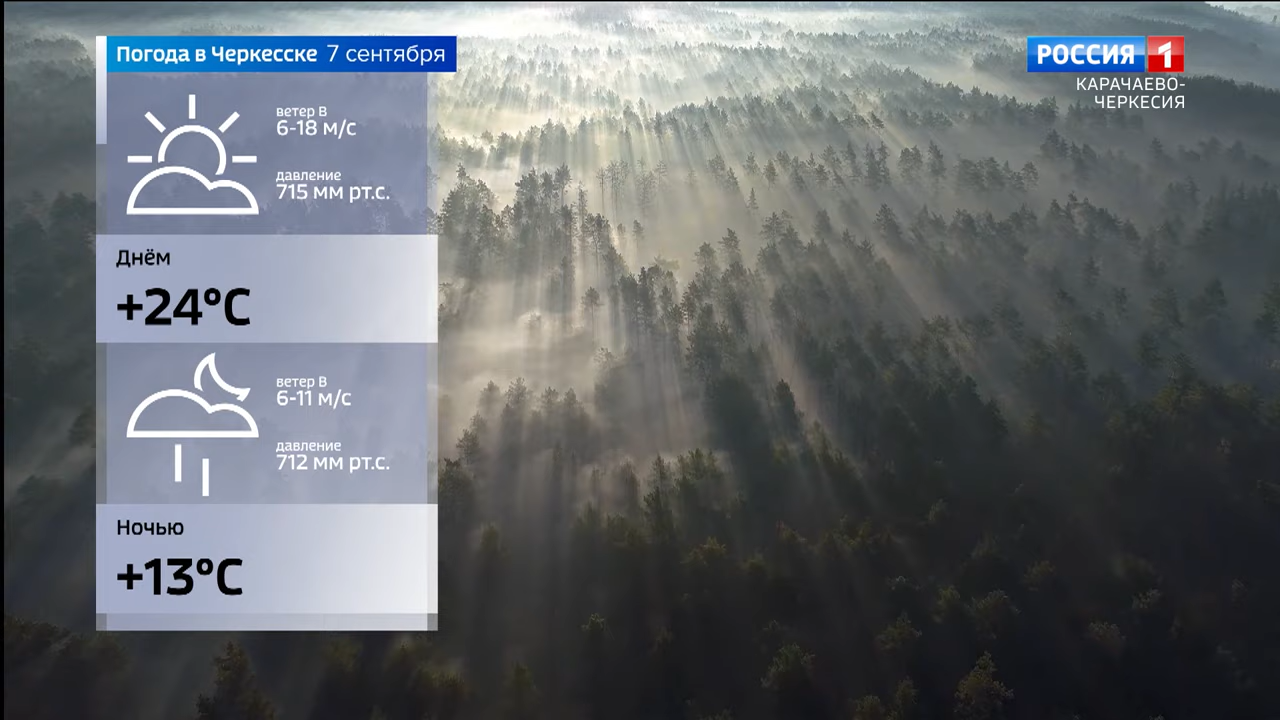 Погода в Черкесске 7 сентября
РОССИЯ 1
КАРАЧАЕВО-
ЧЕРКЕСИЯ
ветер В
6-18 м/с
давление
715 мм рт.с.
Днём
+24°C
ветер В
6-11 м/с
давление
712 мм рт.с.
Ночью
+13°C